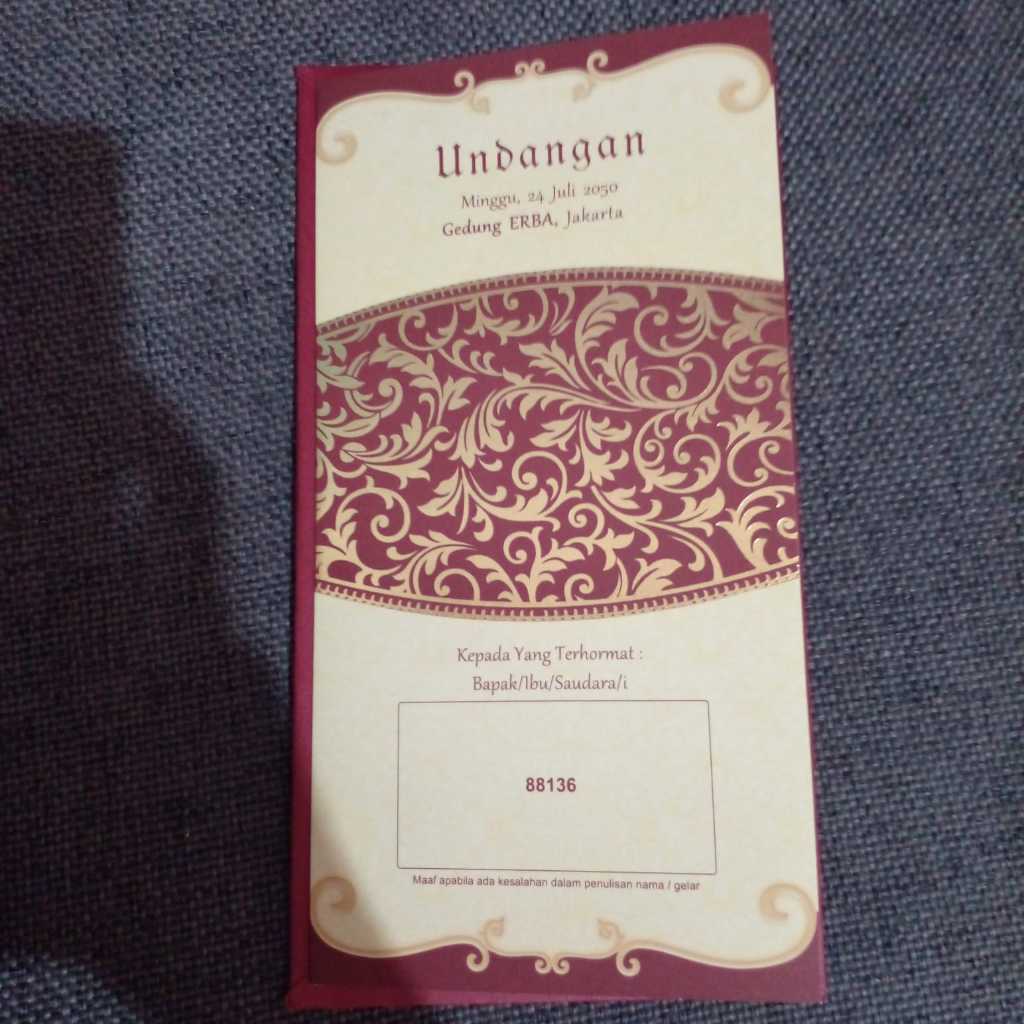 Undangan
Minggu, 24 Juli 2050
Gedung ERBA, Jakarta
Kepada Yang Terhormat :
Bapak/Ibu/Saudara/i
88136
Maaf apabila ada kesalahan dalam penulisan nama / gelar